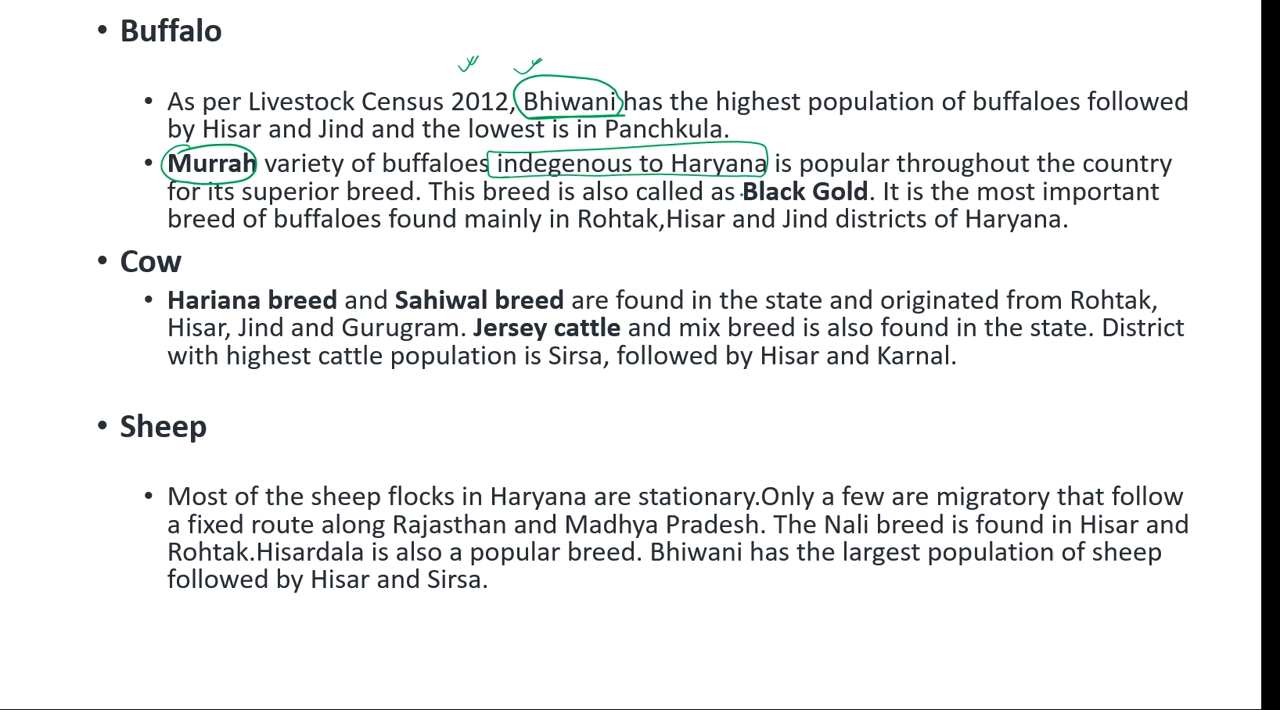 • Buffalo
• As per Livestock Census 2012, Bhiwani has the highest population of buffaloes followed
by Hisar and Jind and the lowest is in Panchkula.
• Murrah variety of buffaloes indegenous to Haryana is popular throughout the country
for its superior breed. This breed is also called as Black Gold. It is the most important
breed of buffaloes found mainly in Rohtak,Hisar and Jind districts of Haryana.
• Cow
• Hariana breed and Sahiwal breed are found in the state and originated from Rohtak,
Hisar, Jind and Gurugram. Jersey cattle and mix breed is also found in the state. District
with highest cattle population is Sirsa, followed by Hisar and Karnal.
• Sheep
• Most of the sheep flocks in Haryana are stationary.Only a few are migratory that follow
a fixed route along Rajasthan and Madhya Pradesh. The Nali breed is found in Hisar and
Rohtak.Hisardala is also a popular breed. Bhiwani has the largest population of sheep
followed by Hisar and Sirsa.